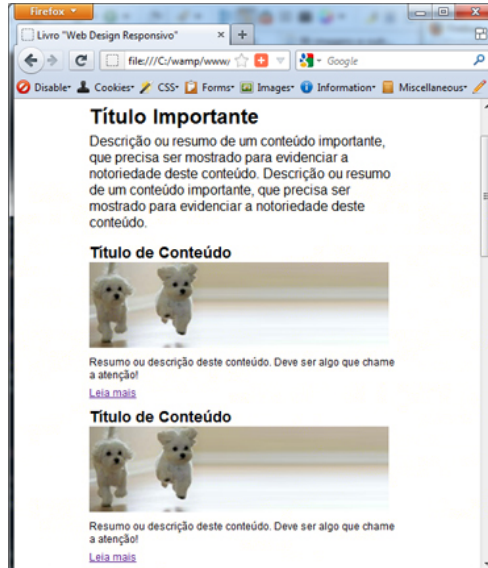 Firefox
Livro "Web Design Responsivo" × +
file:///C:/wamp/www/ Google
Disable Cookies CSS Forms Images Information Miscellaneous
Título Importante
Descrição ou resumo de um conteúdo importante,
que precisa ser mostrado para evidenciar a
notoriedade deste conteúdo. Descrição ou resumo
de um conteúdo importante, que precisa ser
mostrado para evidenciar a notoriedade deste
conteúdo.
Título de Conteúdo
Resumo ou descrição deste conteúdo. Deve ser algo que chame
a atenção!
Leia mais
Título de Conteúdo
Resumo ou descrição deste conteúdo. Deve ser algo que chame
a atenção!
Leia mais